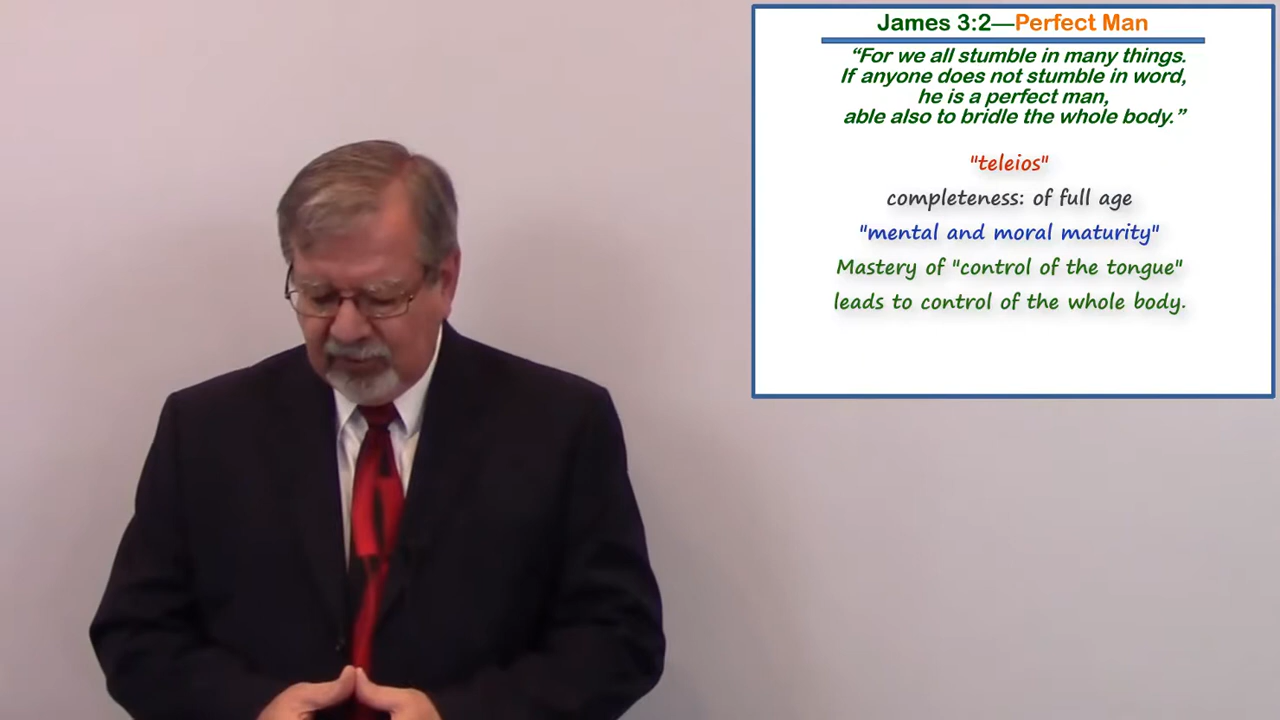 James 3:2—Perfect Man
“For we all stumble in many things.
If anyone does not stumble in word,
he is a perfect man,
able also to bridle the whole body.”
"teleios"
completeness: of full age
"mental and moral maturity"
Mastery of "control of the tongue"
leads to control of the whole body.